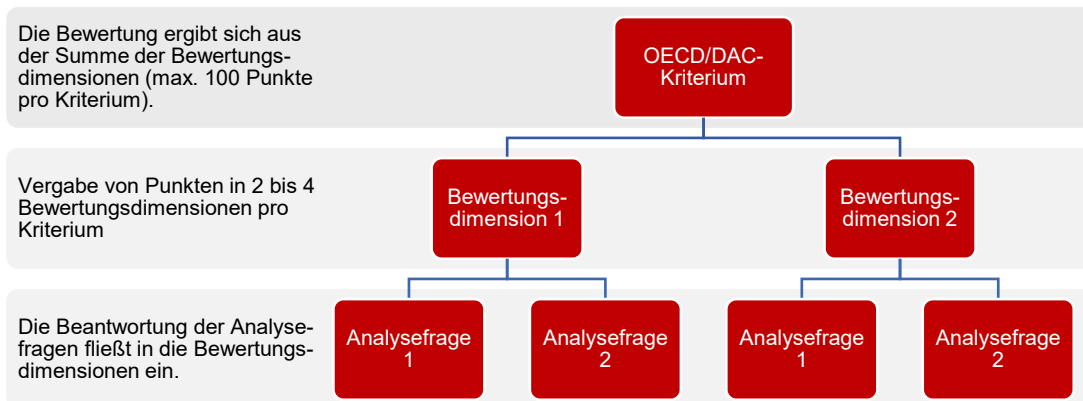 Die Bewertung ergibt sich aus
der Summe der Bewertungs-
dimensionen (max. 100 Punkte
pro Kriterium).
OECD/DAC-
Kriterium
Vergabe von Punkten in 2 bis 4
Bewertungsdimensionen pro
Kriterium
Bewertungs-
dimension 1
Bewertungs-
dimension 2
Die Beantwortung der Analyse-
fragen fließt in die Bewertungs-
dimensionen ein.
Analysefrage
1
Analysefrage
2
Analysefrage
1
Analysefrage
2